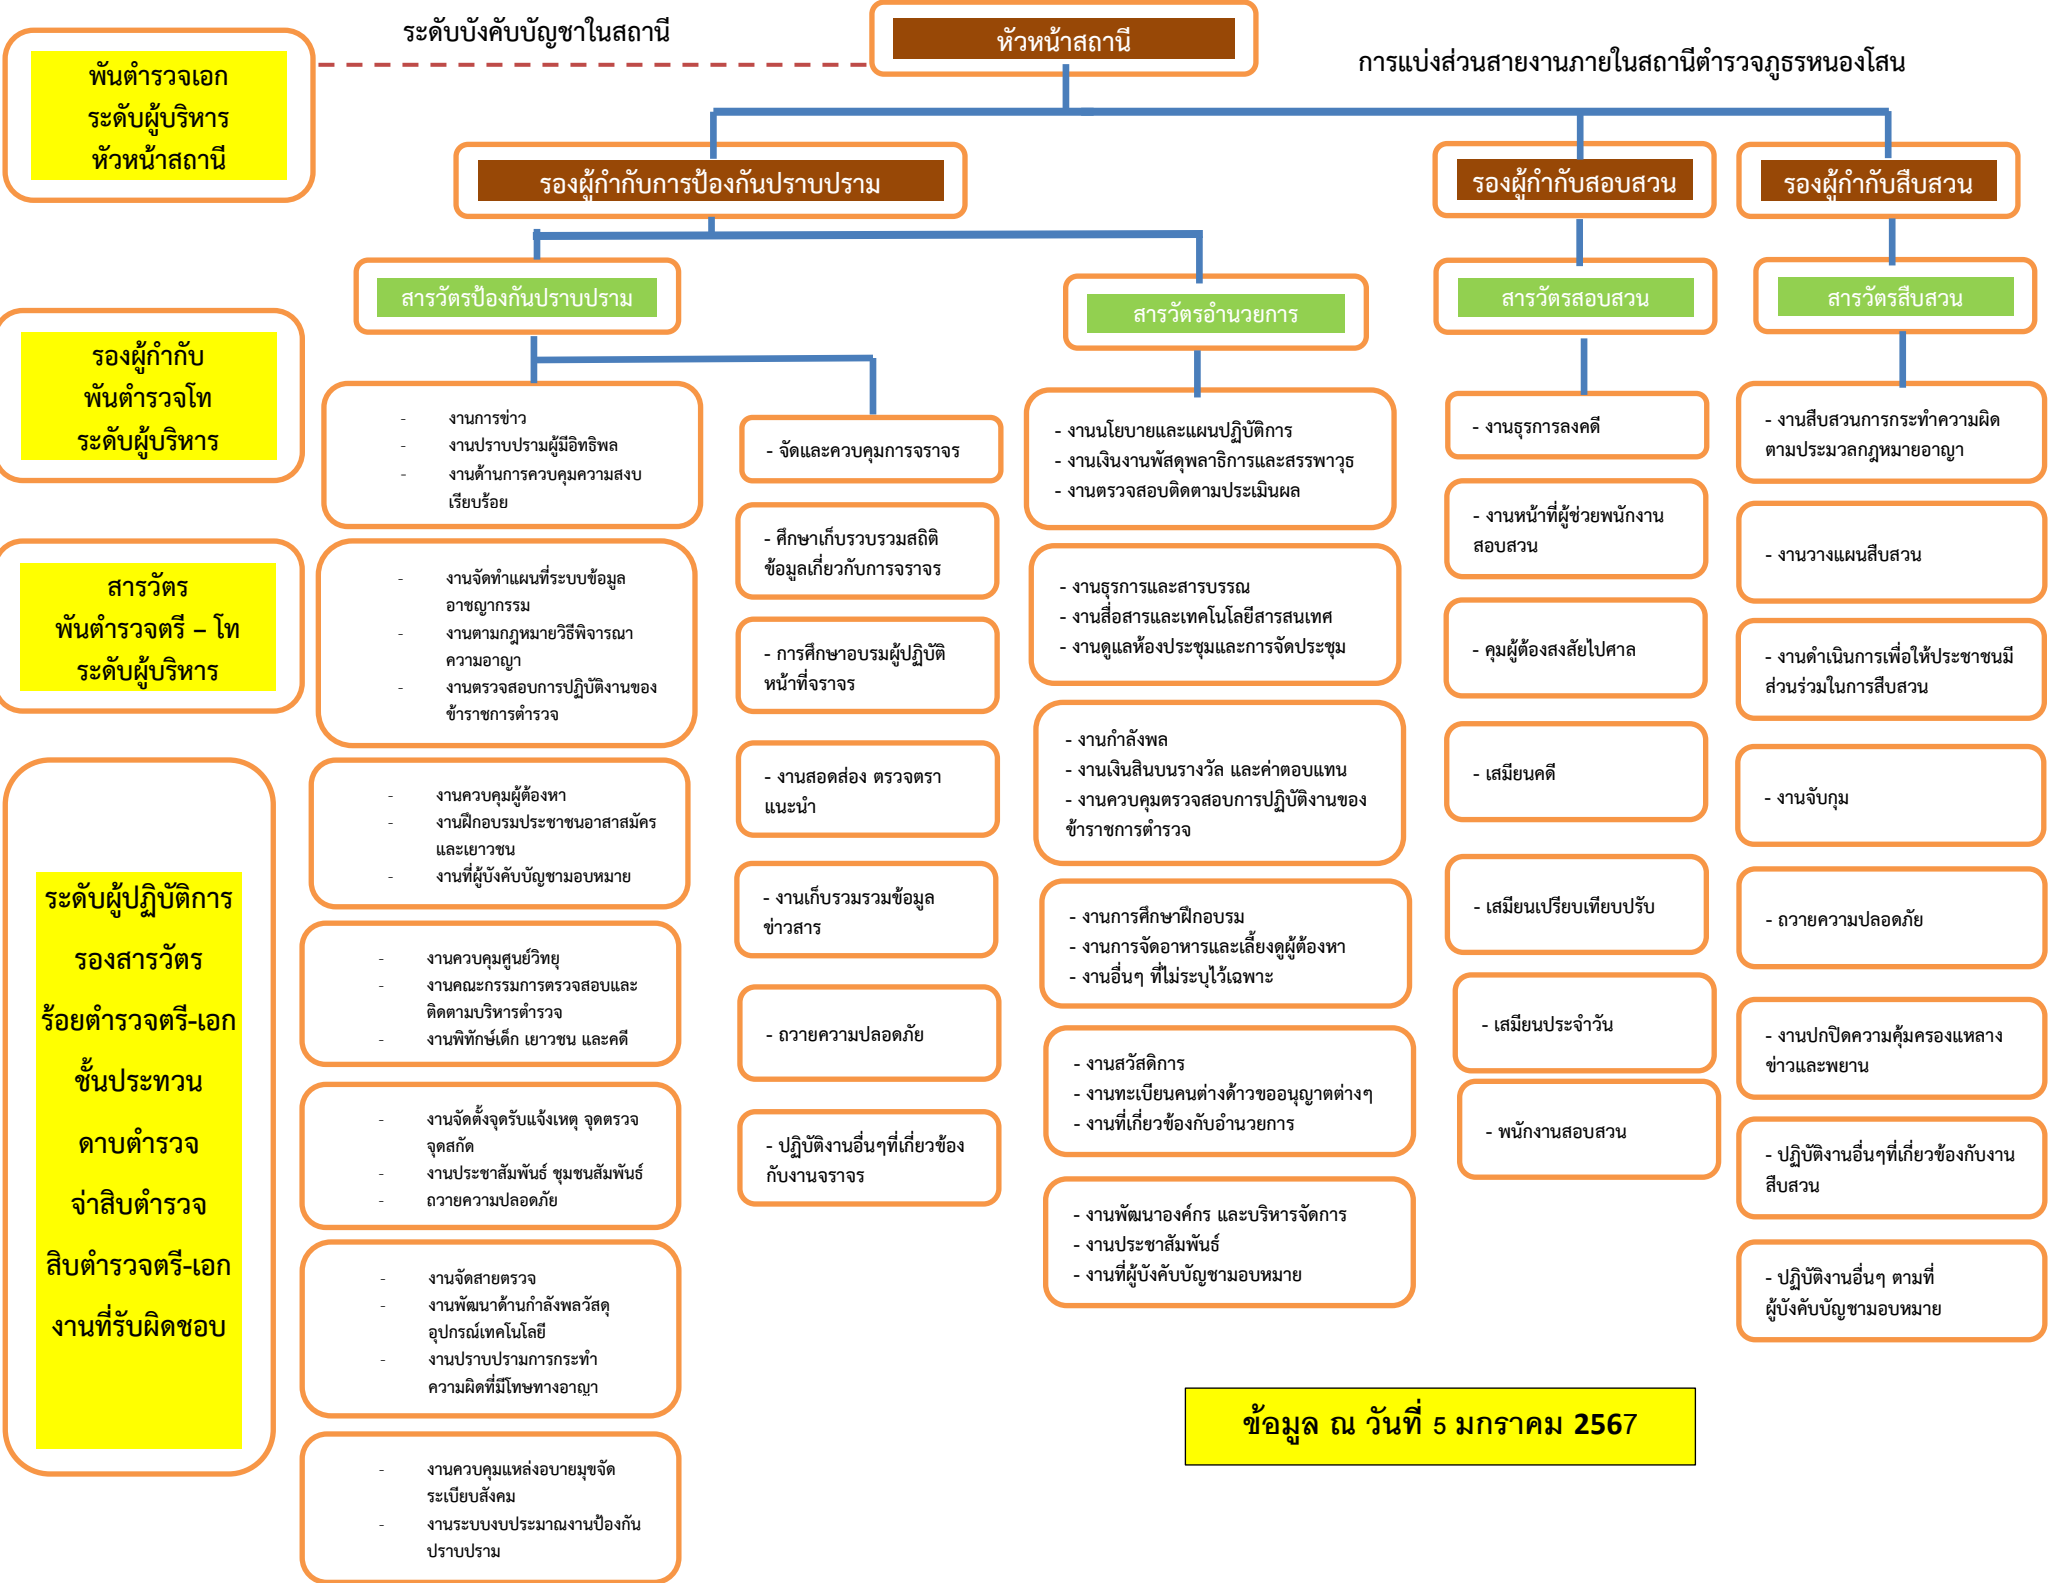 ระดับบังคับบัญชาในสถานี
หัวหน้าสถานี
การแบ่งส่วนสายงานภายในสถานีตำรวจภูธรหนองโสน
พันตำรวจเอก
ระดับผู้บริหาร
หัวหน้าสถานี
รองผู้กำกับการป้องกันปราบปราม
รองผู้กำกับสอบสวน
รองผู้กำกับสืบสวน
สารวัตรป้องกันปราบปราม
สารวัตรอำนวยการ
สารวัตรสอบสวน
สารวัตรสืบสวน
รองผู้กำกับ
พันตำรวจโท
ระดับผู้บริหาร
สารวัตร
พันตำรวจตรี – โท
ระดับผู้บริหาร
ระดับผู้ปฏิบัติการ
รองสารวัตร
ร้อยตำรวจตรี-เอก
ชั้นประทวน
ดาบตำรวจ
จ่าสิบตำรวจ
สิบตำรวจตรี-เอก
งานที่รับผิดชอบ
- งานการข่าว
- งานปราบปรามผู้มีอิทธิพล
- งานด้านการควบคุมความสงบ
เรียบร้อย
- งานจัดทำแผนที่ระบบข้อมูล
อาชญากรรม
- งานตามกฎหมายวิธีพิจารณา
ความอาญา
- งานตรวจสอบการปฏิบัติงานของ
ข้าราชการตำรวจ
- งานควบคุมผู้ต้องหา
- งานฝึกอบรมประชาชนอาสาสมัคร
และเยาวชน
- งานที่ผู้บังคับบัญชามอบหมาย
- งานควบคุมศูนย์วิทยุ
- งานคณะกรรมการตรวจสอบและ
ติดตามบริหารตำรวจ
- งานพิทักษ์เด็ก เยาวชน และคดี
- งานจัดตั้งจุดรับแจ้งเหตุ จุดตรวจ
จุดสกัด
- งานประชาสัมพันธ์ ชุมชนสัมพันธ์
- ถวายความปลอดภัย
- งานจัดสายตรวจ
- งานพัฒนาด้านกำลังพลวัสดุ
อุปกรณ์เทคโนโลยี
- งานปราบปรามการกระทำ
ความผิดที่มีโทษทางอาญา
- งานควบคุมแหล่งอบายมุขจัด
ระเบียบสังคม
- งานระบบงบประมาณงานป้องกัน
ปราบปราม
- จัดและควบคุมการจราจร
- ศึกษาเก็บรวบรวมสถิติ
ข้อมูลเกี่ยวกับการจราจร
- การศึกษาอบรมผู้ปฏิบัติ
หน้าที่จราจร
- งานสอดส่อง ตรวจตรา
แนะนำ
- งานเก็บรวมรวมข้อมูล
ข่าวสาร
- ถวายความปลอดภัย
- ปฏิบัติงานอื่นๆที่เกี่ยวข้อง
กับงานจราจร
- งานนโยบายและแผนปฏิบัติการ
- งานเงินงานพัสดุพลาธิการและสรรพาวุธ
- งานตรวจสอบติดตามประเมินผล
- งานธุรการและสารบรรณ
- งานสื่อสารและเทคโนโลยีสารสนเทศ
- งานดูแลห้องประชุมและการจัดประชุม
- งานกำลังพล
- งานเงินสินบนรางวัล และค่าตอบแทน
- งานควบคุมตรวจสอบการปฏิบัติงานของ
ข้าราชการตำรวจ
- งานการศึกษาฝึกอบรม
- งานการจัดอาหารและเลี้ยงดูผู้ต้องหา
- งานอื่นๆ ที่ไม่ระบุไว้เฉพาะ
- งานสวัสดิการ
- งานทะเบียนคนต่างด้าวขออนุญาตต่างๆ
- งานที่เกี่ยวข้องกับอำนวยการ
- งานพัฒนาองค์กร และบริหารจัดการ
- งานประชาสัมพันธ์
- งานที่ผู้บังคับบัญชามอบหมาย
- งานธุรการลงคดี
- งานหน้าที่ผู้ช่วยพนักงาน
สอบสวน
- คุมผู้ต้องสงสัยไปศาล
- เสมียนคดี
- เสมียนเปรียบเทียบปรับ
- เสมียนประจำวัน
- พนักงานสอบสวน
- งานสืบสวนการกระทำความผิด
ตามประมวลกฎหมายอาญา
- งานวางแผนสืบสวน
- งานดำเนินการเพื่อให้ประชาชนมี
ส่วนร่วมในการสืบสวน
- งานจับกุม
- ถวายความปลอดภัย
- งานปกปิดความคุ้มครองแหลาง
ข่าวและพยาน
- ปฏิบัติงานอื่นๆที่เกี่ยวข้องกับงาน
สืบสวน
- ปฏิบัติงานอื่นๆ ตามที่
ผู้บังคับบัญชามอบหมาย
ข้อมูล ณ วันที่ 5 มกราคม 2567